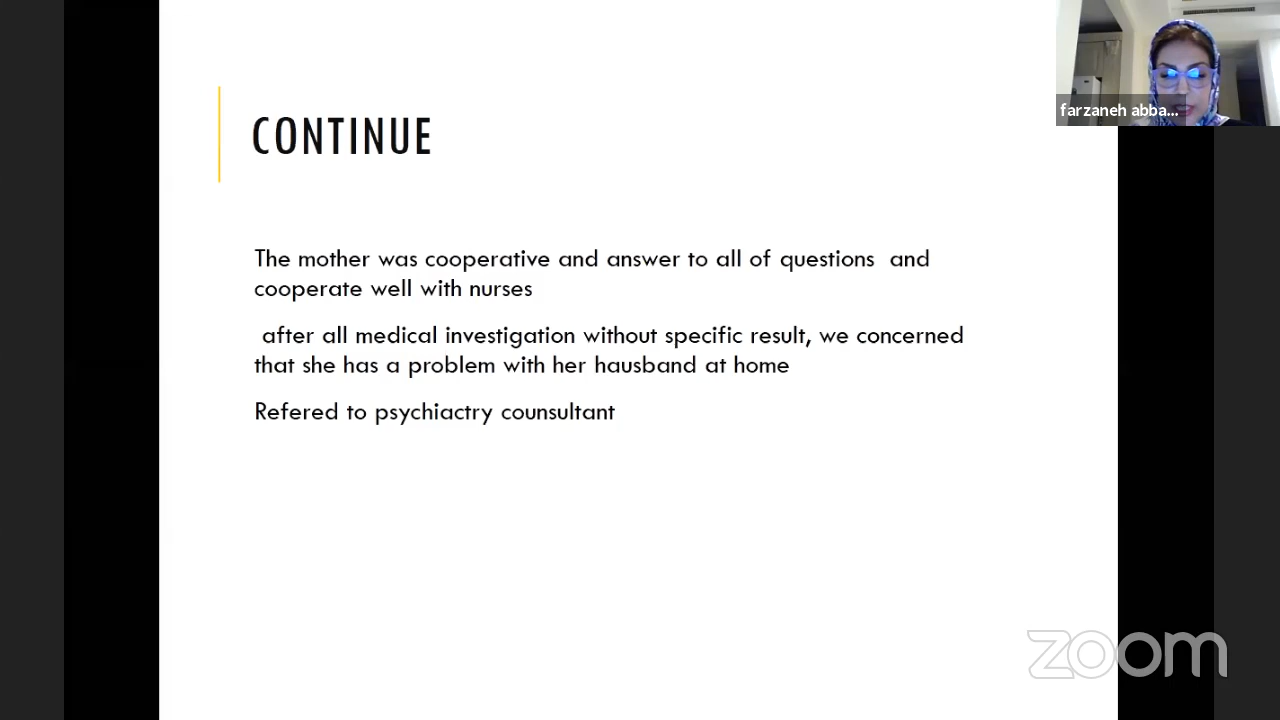 farzaneh abba...
CONTINUE
The mother was cooperative and answer to all of questions  and
cooperate well with nurses
after all medical investigation without specific result, we concerned
that she has a problem with her hausband at home
Refered to psychiactry counsultant
zoom